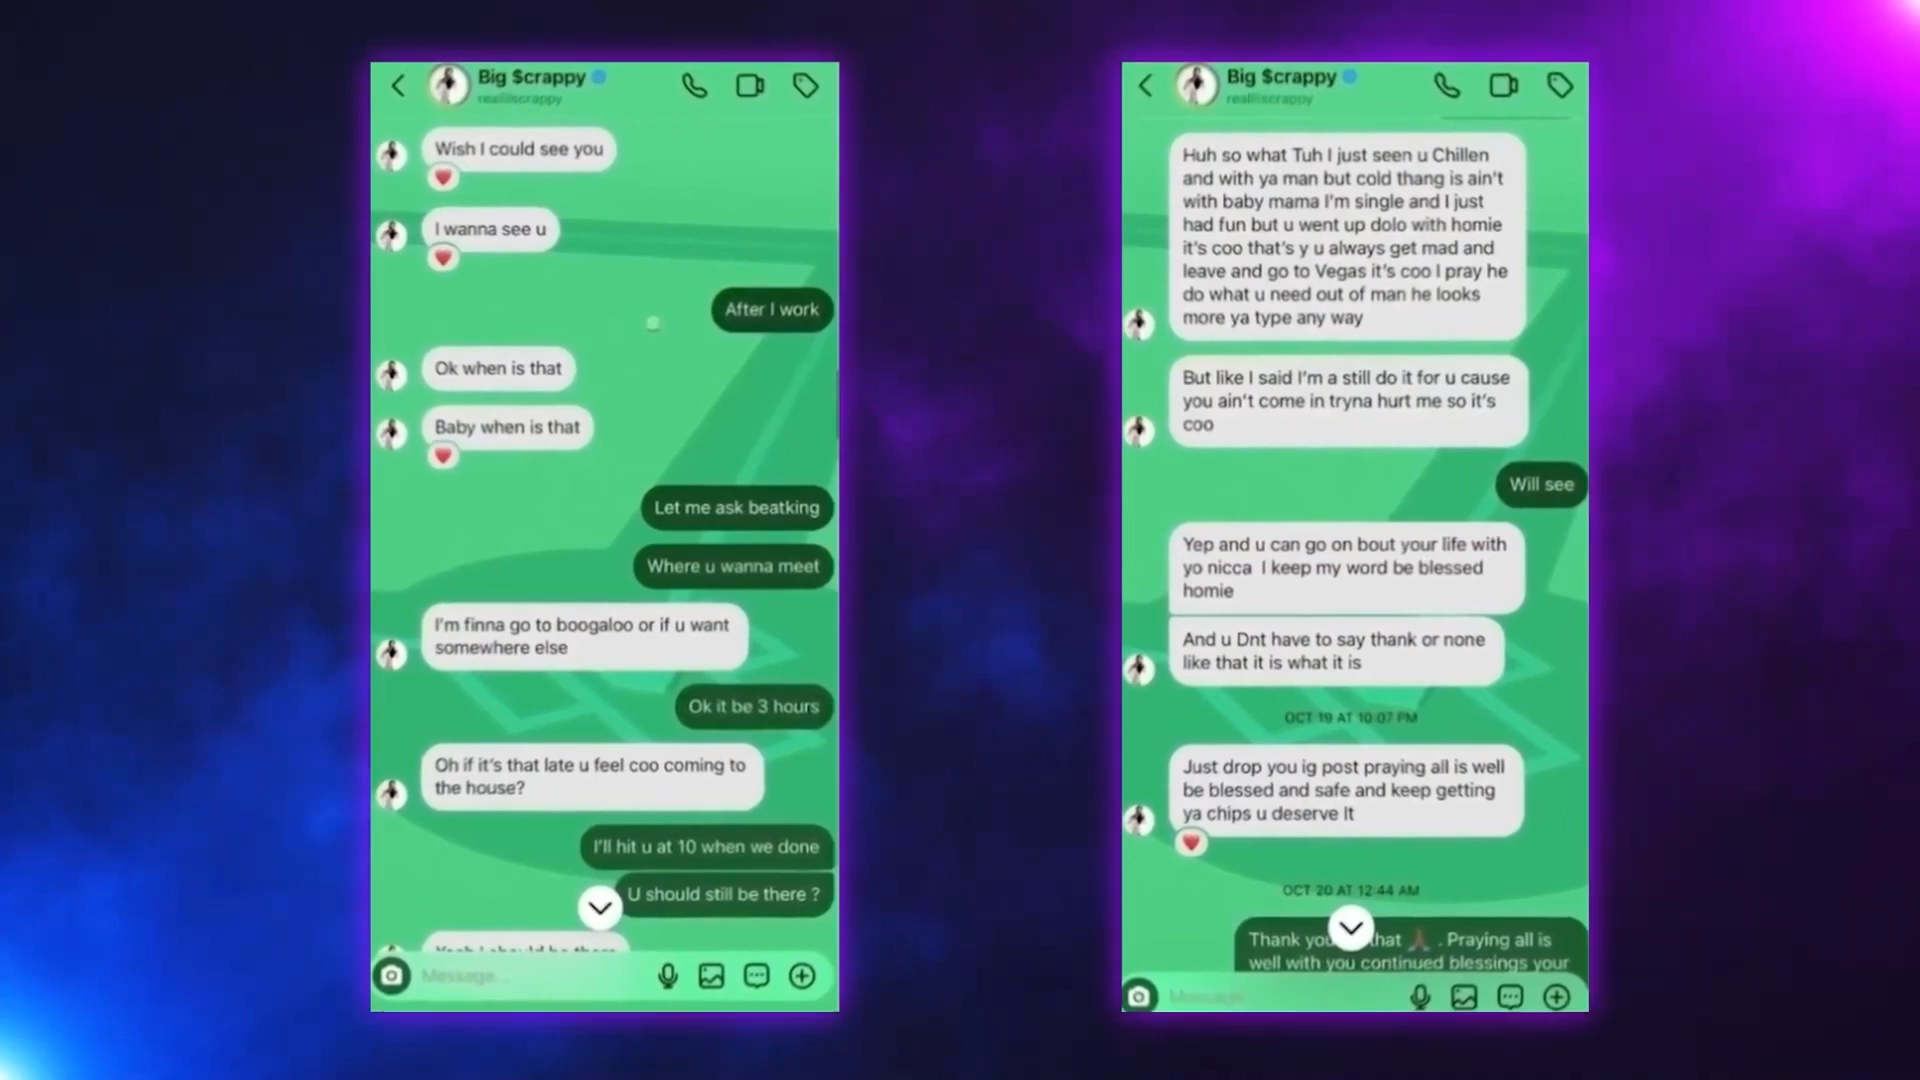 Big $crappy
realliiscrappy
Wish I could see you
I wanna see u
After I work
Ok when is that
Baby when is that
Let me ask beatking
Where u wanna meet
I'm finna go to boogaloo or if u want
somewhere else
Ok it be 3 hours
Oh if it's that late u feel coo coming to
the house?
I'll hit u at 10 when we done
U should still be there ?
Yeah I should be there
Message...
Big $crappy
realliiscrappy
Huh so what Tuh I just seen u Chillen
and with ya man but cold thang is ain't
with baby mama I'm single and I just
had fun but u went up dolo with homie
it's coo that's y u always get mad and
leave and go to Vegas it's coo I pray he
do what u need out of man he looks
more ya type any way
But like I said I'm a still do it for u cause
you ain't come in tryna hurt me so it's
coo
Will see
Yep and u can go on bout your life with
yo nicca I keep my word be blessed
homie
And u Dnt have to say thank or none
like that it is what it is
OCT 19 AT 10:07 PM
Just drop you ig post praying all is well
be blessed and safe and keep getting
ya chips u deserve It
OCT 20 AT 12:44 AM
Thank you that 🙏🏾 . Praying all is
well with you continued blessings your
Message...